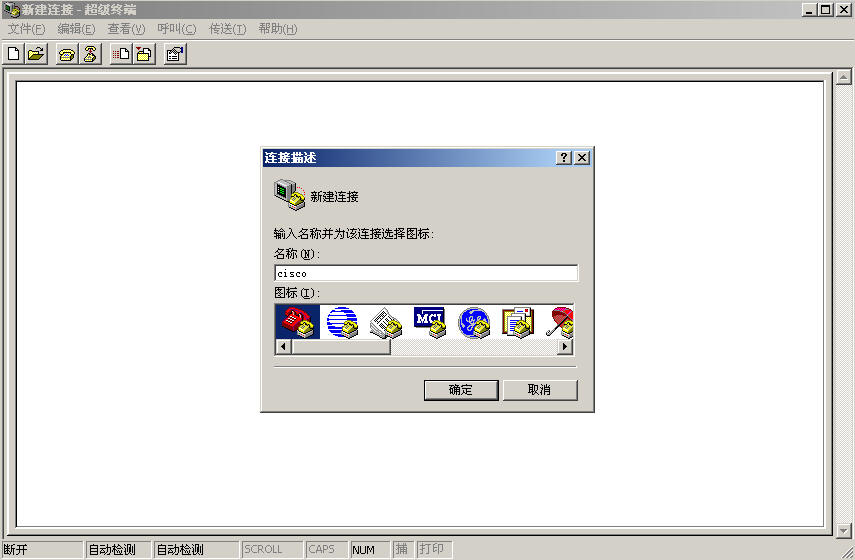 新建连接 - 超级终端
文件(F) 编辑(E) 查看(V) 呼叫(C) 传送(T) 帮助(H)
连接描述
新建连接
输入名称并为该连接选择图标:
名称(N):
cisco
图标(I):
MCI
确定 取消
断开 自动检测 自动检测 SCROLL CAPS NUM 捕 打印